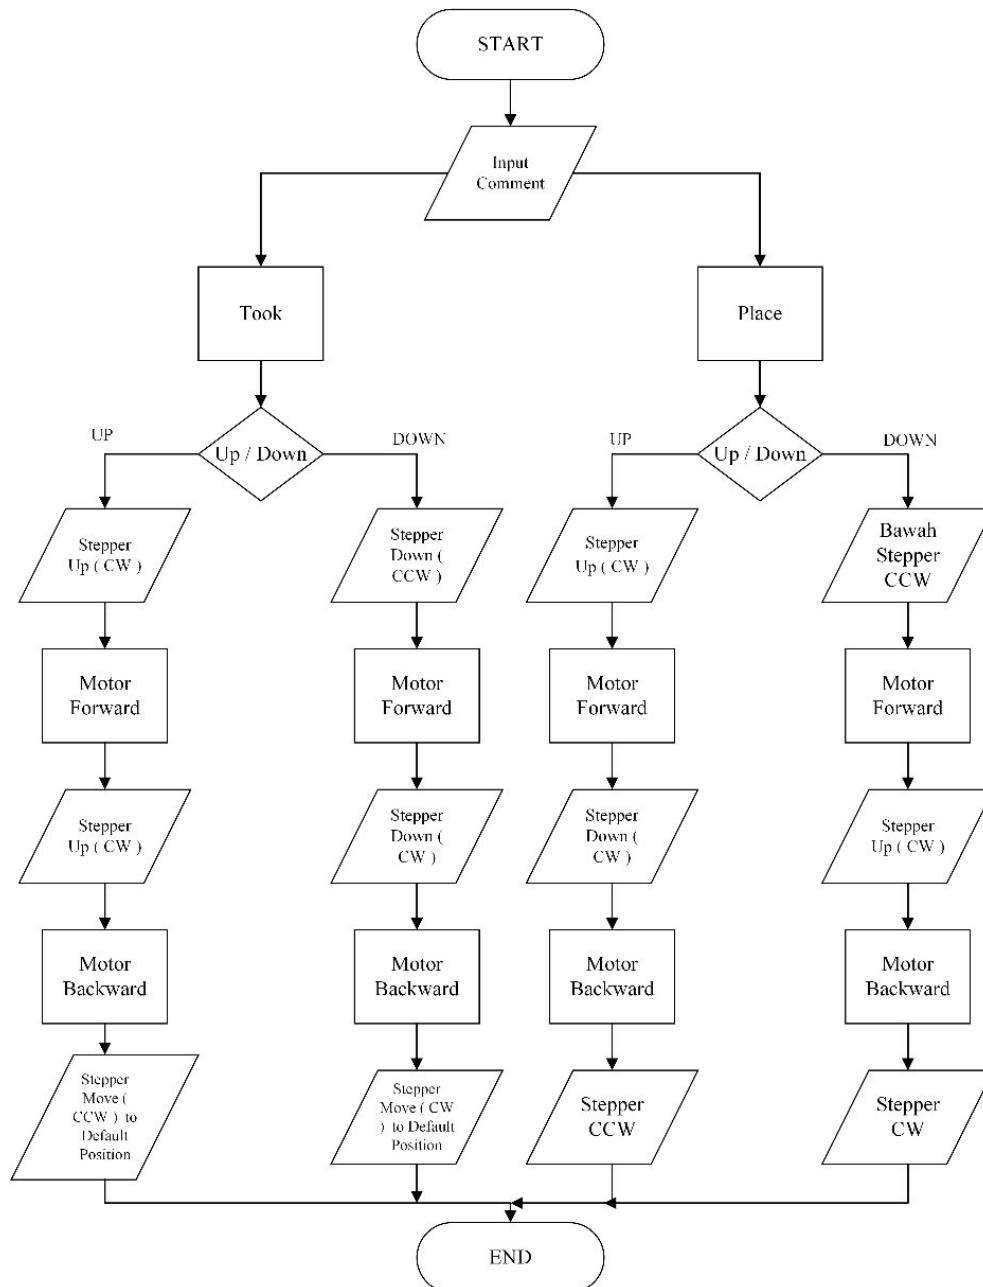 START
Input
Comment
Took
Place
UP
Up / Down
DOWN
UP
Up / Down
DOWN
Stepper
Up ( CW )
Stepper
Down (
CCW )
Stepper
Up ( CW )
Bawah
Stepper
CCW
Motor
Forward
Motor
Forward
Motor
Forward
Motor
Forward
Stepper
Up ( CW )
Stepper
Down (
CW )
Stepper
Down (
CW )
Stepper
Up ( CW )
Motor
Backward
Motor
Backward
Motor
Backward
Motor
Backward
Stepper
Move (
CCW ) to
Default
Position
Stepper
Move ( CW
) to Default
Position
Stepper
CCW
Stepper
CW
END